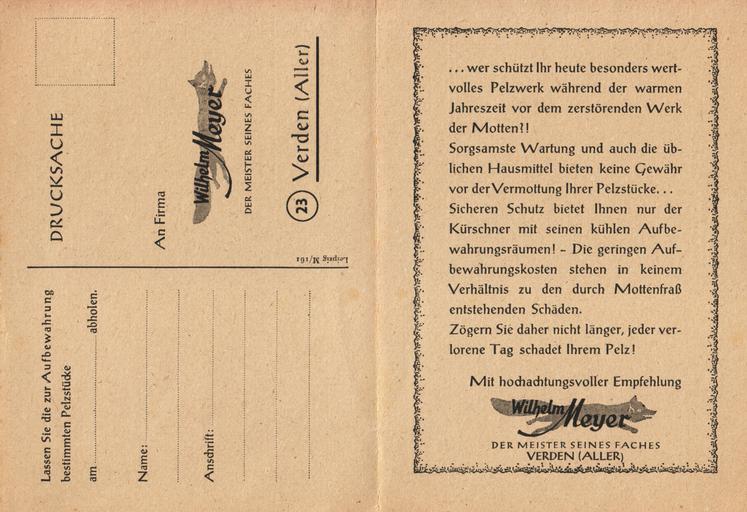 DRUCKSACHE
An Firma
Wilhelm Meyer
DER MEISTER SEINES FACHES
23 Verden (Aller)
Leipzig M/161
Lassen Sie die zur Aufbewahrung
bestimmten Pelzstücke
am abholen.
Name:
Anschrift:
...wer schützt Ihr heute besonders wert-
volles Pelzwerk während der warmen
Jahreszeit vor dem zerstörenden Werk
der Motten?!
Sorgsamste Wartung und auch die üb-
lichen Hausmittel bieten keine Gewähr
vor der Vermottung Ihrer Pelzstücke...
Sicheren Schutz bietet Ihnen nur der
Kürschner mit seinen kühlen Aufbe-
wahrungsräumen! - Die geringen Auf-
bewahrungskosten stehen in keinem
Verhältnis zu den durch Mottenfraß
entstehenden Schäden.
Zögern Sie daher nicht länger, jeder ver-
lorene Tag schadet Ihrem Pelz!
Mit hochachtungsvoller Empfehlung
Wilhelm Meyer
DER MEISTER SEINES FACHES
VERDEN (ALLER)